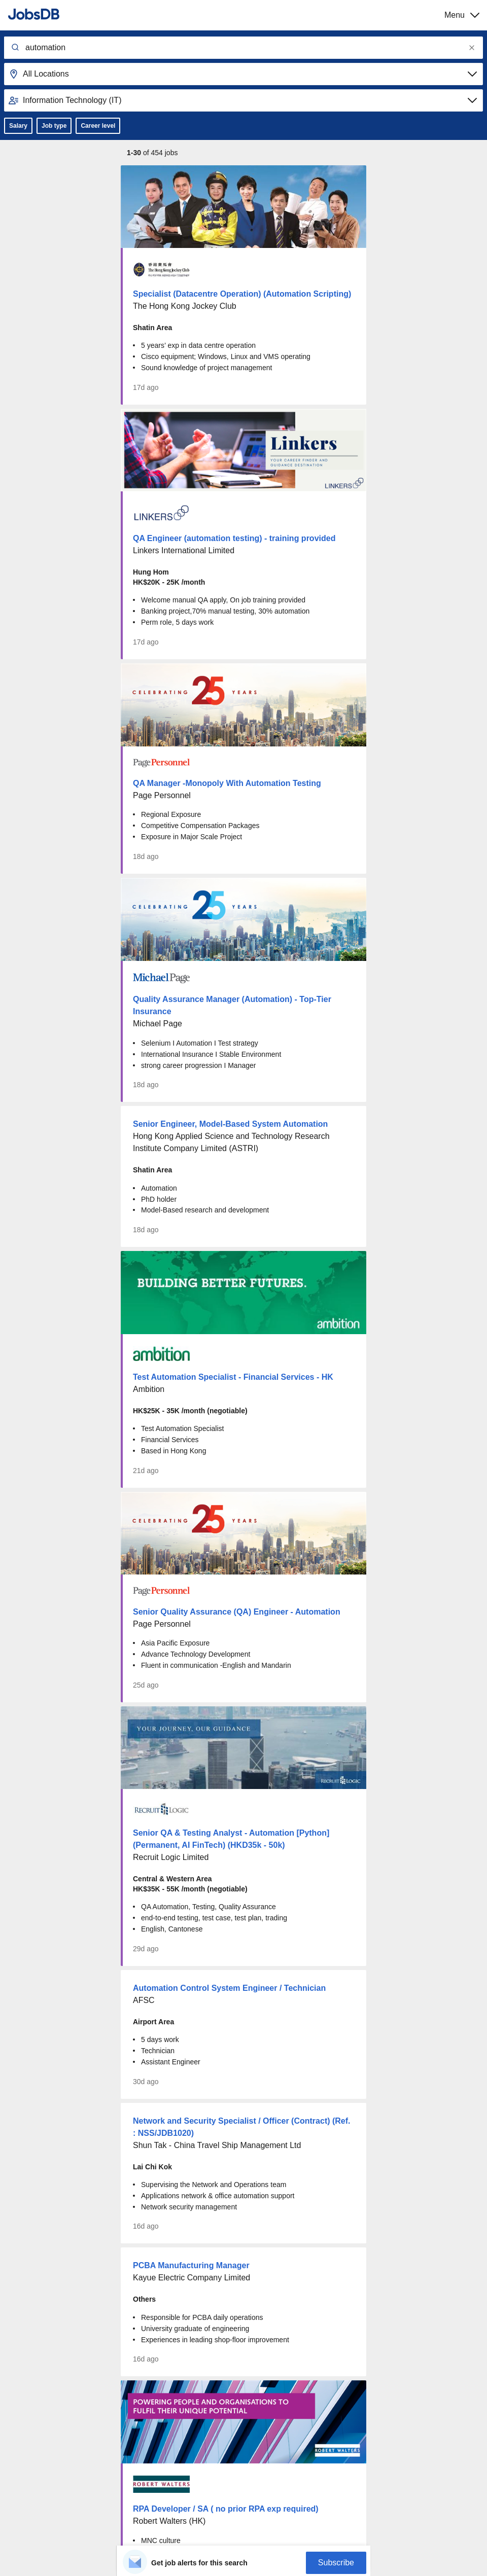 JobsDB
Menu
automation
All Locations
Information Technology (IT)
Salary
Job type
Career level
1-30 of 454 jobs
The Hong Kong Jockey Club
Specialist (Datacentre Operation) (Automation Scripting)
The Hong Kong Jockey Club
Shatin Area
• 5 years' exp in data centre operation
• Cisco equipment; Windows, Linux and VMS operating
• Sound knowledge of project management
17d ago
Linkers
YOUR CAREER FINDER AND
GUIDANCE DESTINATION
LINKERS
LINKERS
QA Engineer (automation testing) - training provided
Linkers International Limited
Hung Hom
HK$20K - 25K /month
• Welcome manual QA apply, On job training provided
• Banking project,70% manual testing, 30% automation
• Perm role, 5 days work
17d ago
CELEBRATING 25 YEARS
PagePersonnel
QA Manager -Monopoly With Automation Testing
Page Personnel
• Regional Exposure
• Competitive Compensation Packages
• Exposure in Major Scale Project
18d ago
CELEBRATING 25 YEARS
MichaelPage
Quality Assurance Manager (Automation) - Top-Tier
Insurance
Michael Page
• Selenium I Automation I Test strategy
• International Insurance I Stable Environment
• strong career progression I Manager
18d ago
Senior Engineer, Model-Based System Automation
Hong Kong Applied Science and Technology Research
Institute Company Limited (ASTRI)
Shatin Area
• Automation
• PhD holder
• Model-Based research and development
18d ago
BUILDING BETTER FUTURES.
ambition
ambition
Test Automation Specialist - Financial Services - HK
Ambition
HK$25K - 35K /month (negotiable)
• Test Automation Specialist
• Financial Services
• Based in Hong Kong
21d ago
CELEBRATING 25 YEARS
PagePersonnel
Senior Quality Assurance (QA) Engineer - Automation
Page Personnel
• Asia Pacific Exposure
• Advance Technology Development
• Fluent in communication -English and Mandarin
25d ago
YOUR JOURNEY, OUR GUIDANCE
RECRUIT LOGIC
RECRUIT LOGIC
Senior QA & Testing Analyst - Automation [Python]
(Permanent, AI FinTech) (HKD35k - 50k)
Recruit Logic Limited
Central & Western Area
HK$35K - 55K /month (negotiable)
• QA Automation, Testing, Quality Assurance
• end-to-end testing, test case, test plan, trading
• English, Cantonese
29d ago
Automation Control System Engineer / Technician
AFSC
Airport Area
• 5 days work
• Technician
• Assistant Engineer
30d ago
Network and Security Specialist / Officer (Contract) (Ref.
: NSS/JDB1020)
Shun Tak - China Travel Ship Management Ltd
Lai Chi Kok
• Supervising the Network and Operations team
• Applications network & office automation support
• Network security management
16d ago
PCBA Manufacturing Manager
Kayue Electric Company Limited
Others
• Responsible for PCBA daily operations
• University graduate of engineering
• Experiences in leading shop-floor improvement
16d ago
POWERING PEOPLE AND ORGANISATIONS TO
FULFIL THEIR UNIQUE POTENTIAL
ROBERT WALTERS
ROBERT WALTERS
RPA Developer / SA ( no prior RPA exp required)
Robert Walters (HK)
• MNC culture
Get job alerts for this search
Subscribe